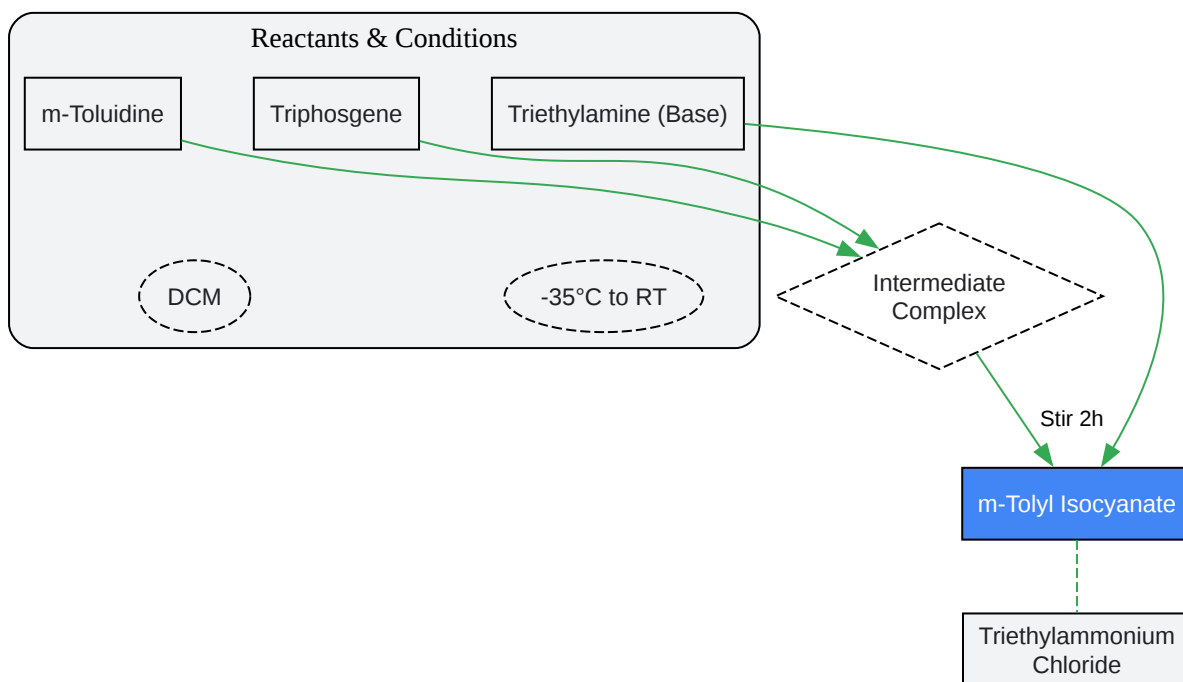 Reactants & Conditions
m-Toluidine
Triphosgene
Triethylamine (Base)
DCM
-35°C to RT
Intermediate
Complex
Stir 2h
m-Tolyl Isocyanate
Triethylammonium
Chloride